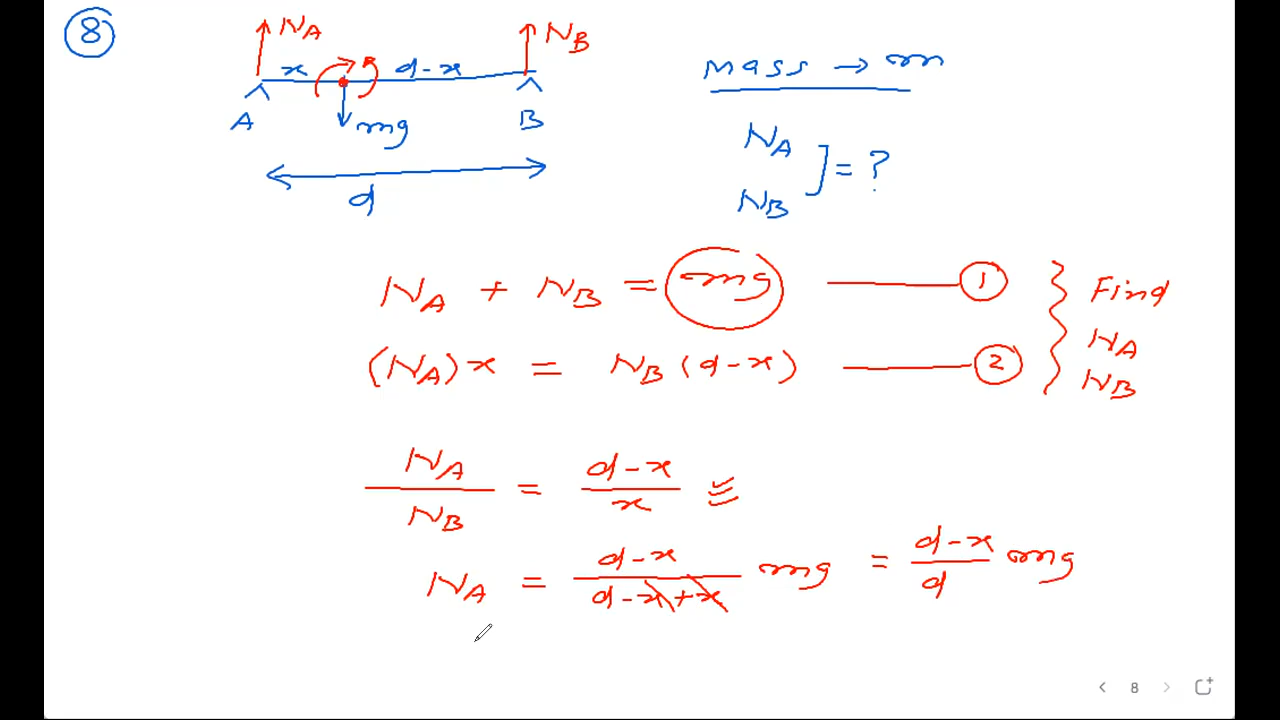 8
N_A N_B
x d-x
mass → m
A mg B
N_A
N_B ] = ?
d
N_A + N_B = mg —— 1
(N_A)x = N_B (d-x) —— 2
} Find
N_A
N_B
N_A / N_B = (d-x) / x
N_A = (d-x) / (d-x+x) mg = (d-x) / d mg
8